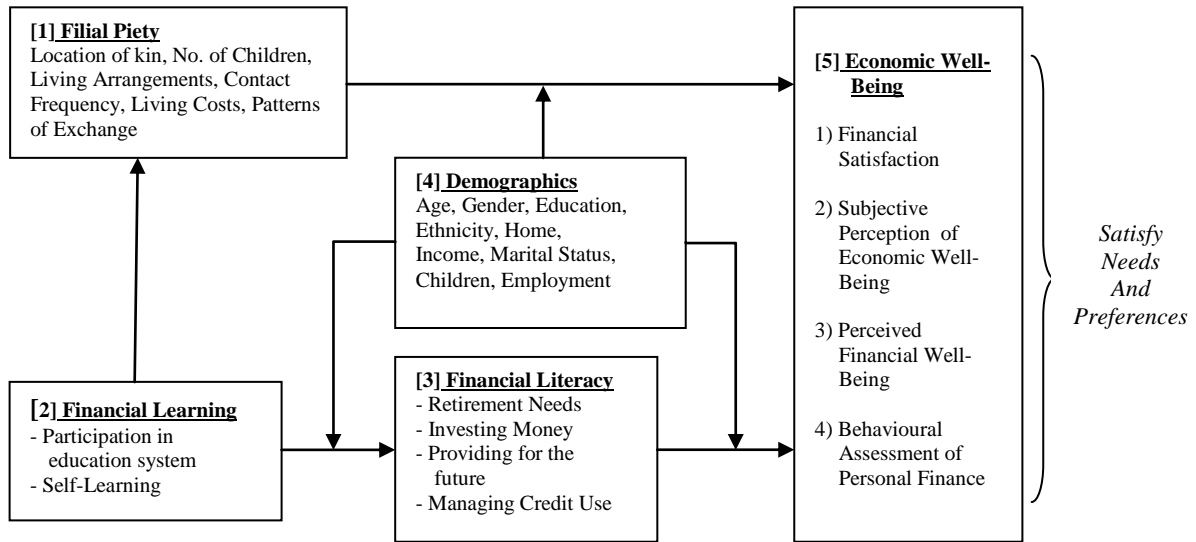 [1] Filial Piety
Location of kin, No. of Children,
Living Arrangements, Contact
Frequency, Living Costs, Patterns
of Exchange
[4] Demographics
Age, Gender, Education,
Ethnicity, Home,
Income, Marital Status,
Children, Employment
[2] Financial Learning
- Participation in
education system
- Self-Learning
[3] Financial Literacy
- Retirement Needs
- Investing Money
- Providing for the
future
- Managing Credit Use
[5] Economic Well-
Being
1) Financial
Satisfaction
2) Subjective
Perception of
Economic Well-
Being
3) Perceived
Financial Well-
Being
4) Behavioural
Assessment of
Personal Finance
Satisfy
Needs
And
Preferences